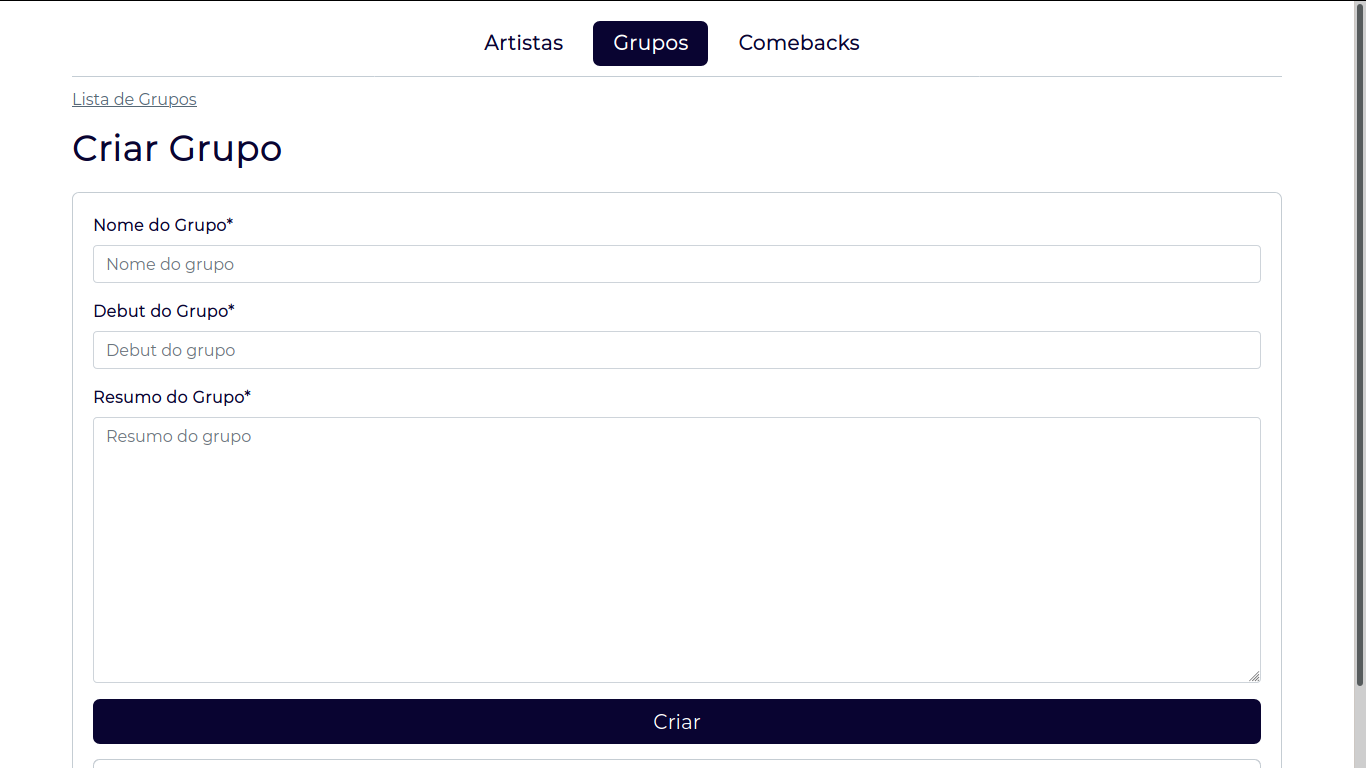 Artistas Grupos Comebacks
Lista de Grupos
Criar Grupo
Nome do Grupo*
Nome do grupo
Debut do Grupo*
Debut do grupo
Resumo do Grupo*
Resumo do grupo
Criar